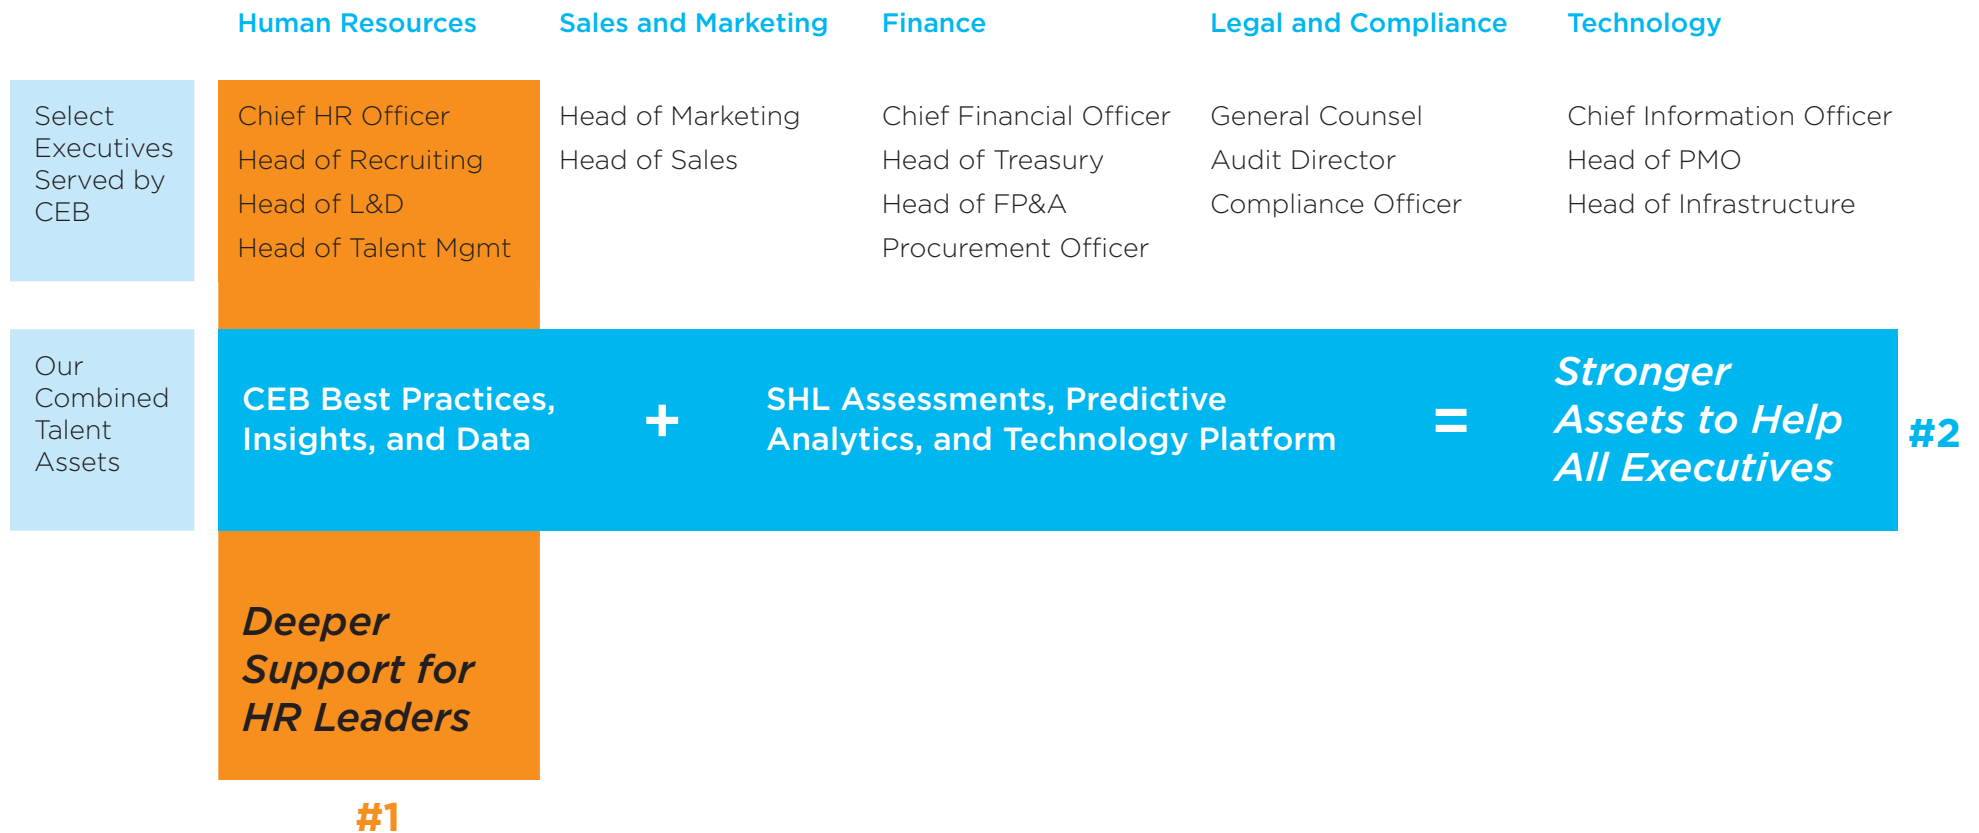 Human Resources
Sales and Marketing
Finance
Legal and Compliance
Technology
Select
Executives
Served by
CEB
Chief HR Officer
Head of Recruiting
Head of L&D
Head of Talent Mgmt
Head of Marketing
Head of Sales
Chief Financial Officer
Head of Treasury
Head of FP&A
Procurement Officer
General Counsel
Audit Director
Compliance Officer
Chief Information Officer
Head of PMO
Head of Infrastructure
Our
Combined
Talent
Assets
CEB Best Practices,
Insights, and Data
+
SHL Assessments, Predictive
Analytics, and Technology Platform
=
Stronger
Assets to Help
All Executives
#2
Deeper
Support for
HR Leaders
#1